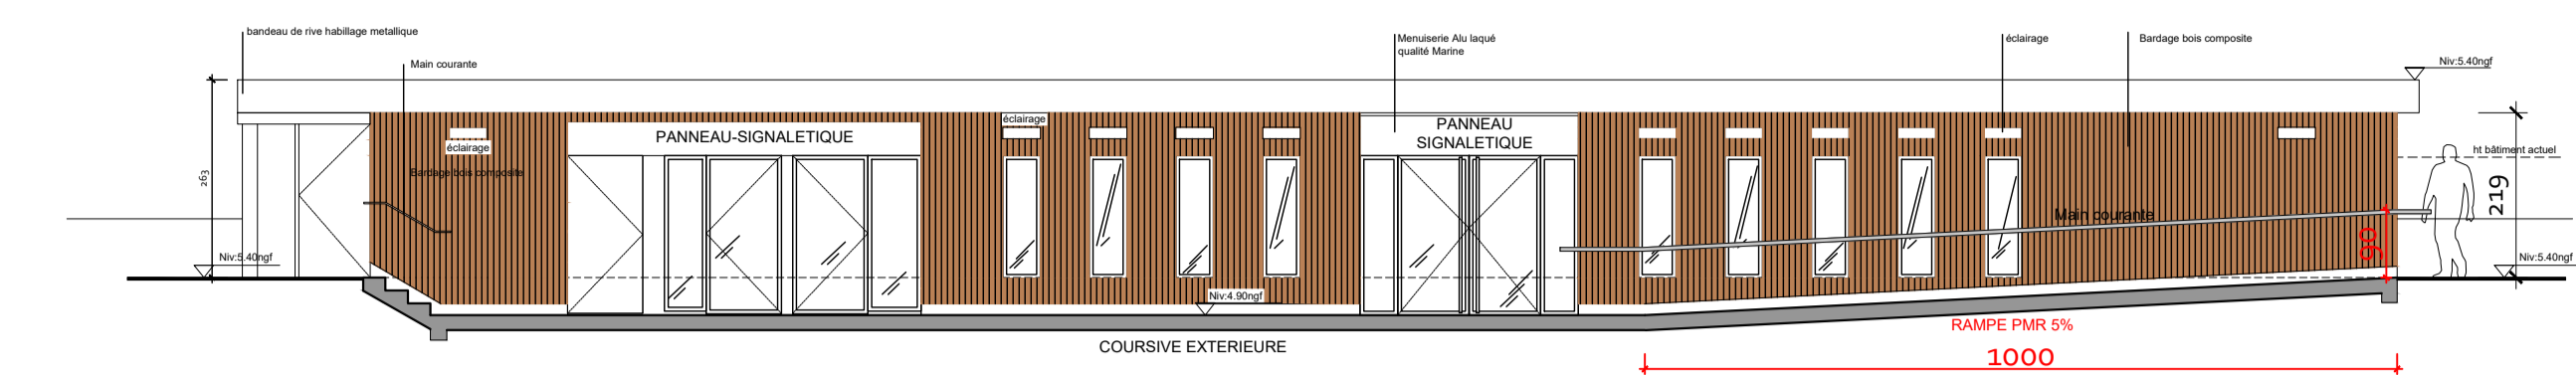 bandeau de rive habillage metallique
Main courante
Menuiserie Alu laqué
qualité Marine
éclairage
Bardage bois composite
Niv:5.40ngf
éclairage
PANNEAU-SIGNALETIQUE
éclairage
PANNEAU
SIGNALETIQUE
ht bâtiment actuel
Bardage bois composite
263
219
Main courante
90
Niv:5.40ngf
Niv:4.90ngf
Niv:5.40ngf
RAMPE PMR 5%
COURSIVE EXTERIEURE
1000